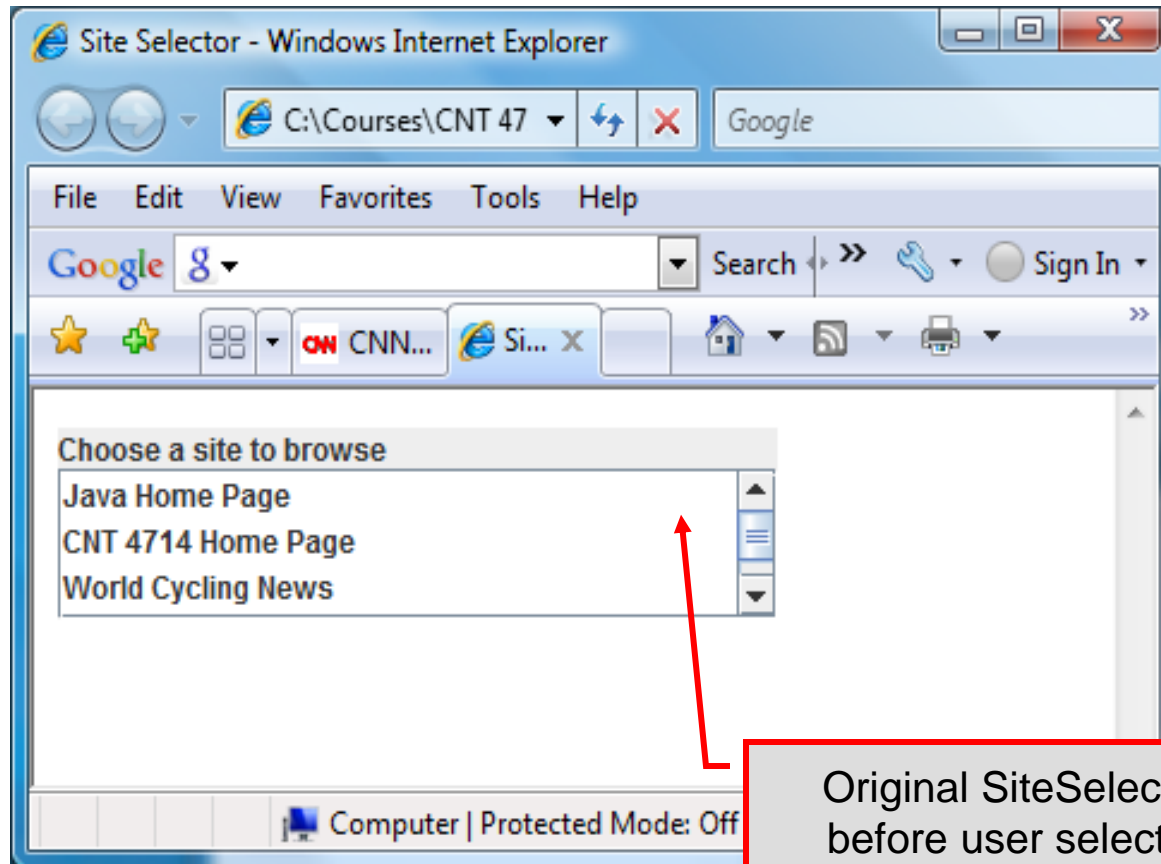 Site Selector - Windows Internet Explorer
C:\Courses\CNT 47
Google
File Edit View Favorites Tools Help
Google g Search » Sign In
CNN CNN... Si... X »
Choose a site to browse
Java Home Page
CNT 4714 Home Page
World Cycling News
Computer | Protected Mode: Off
Original SiteSelec
before user select